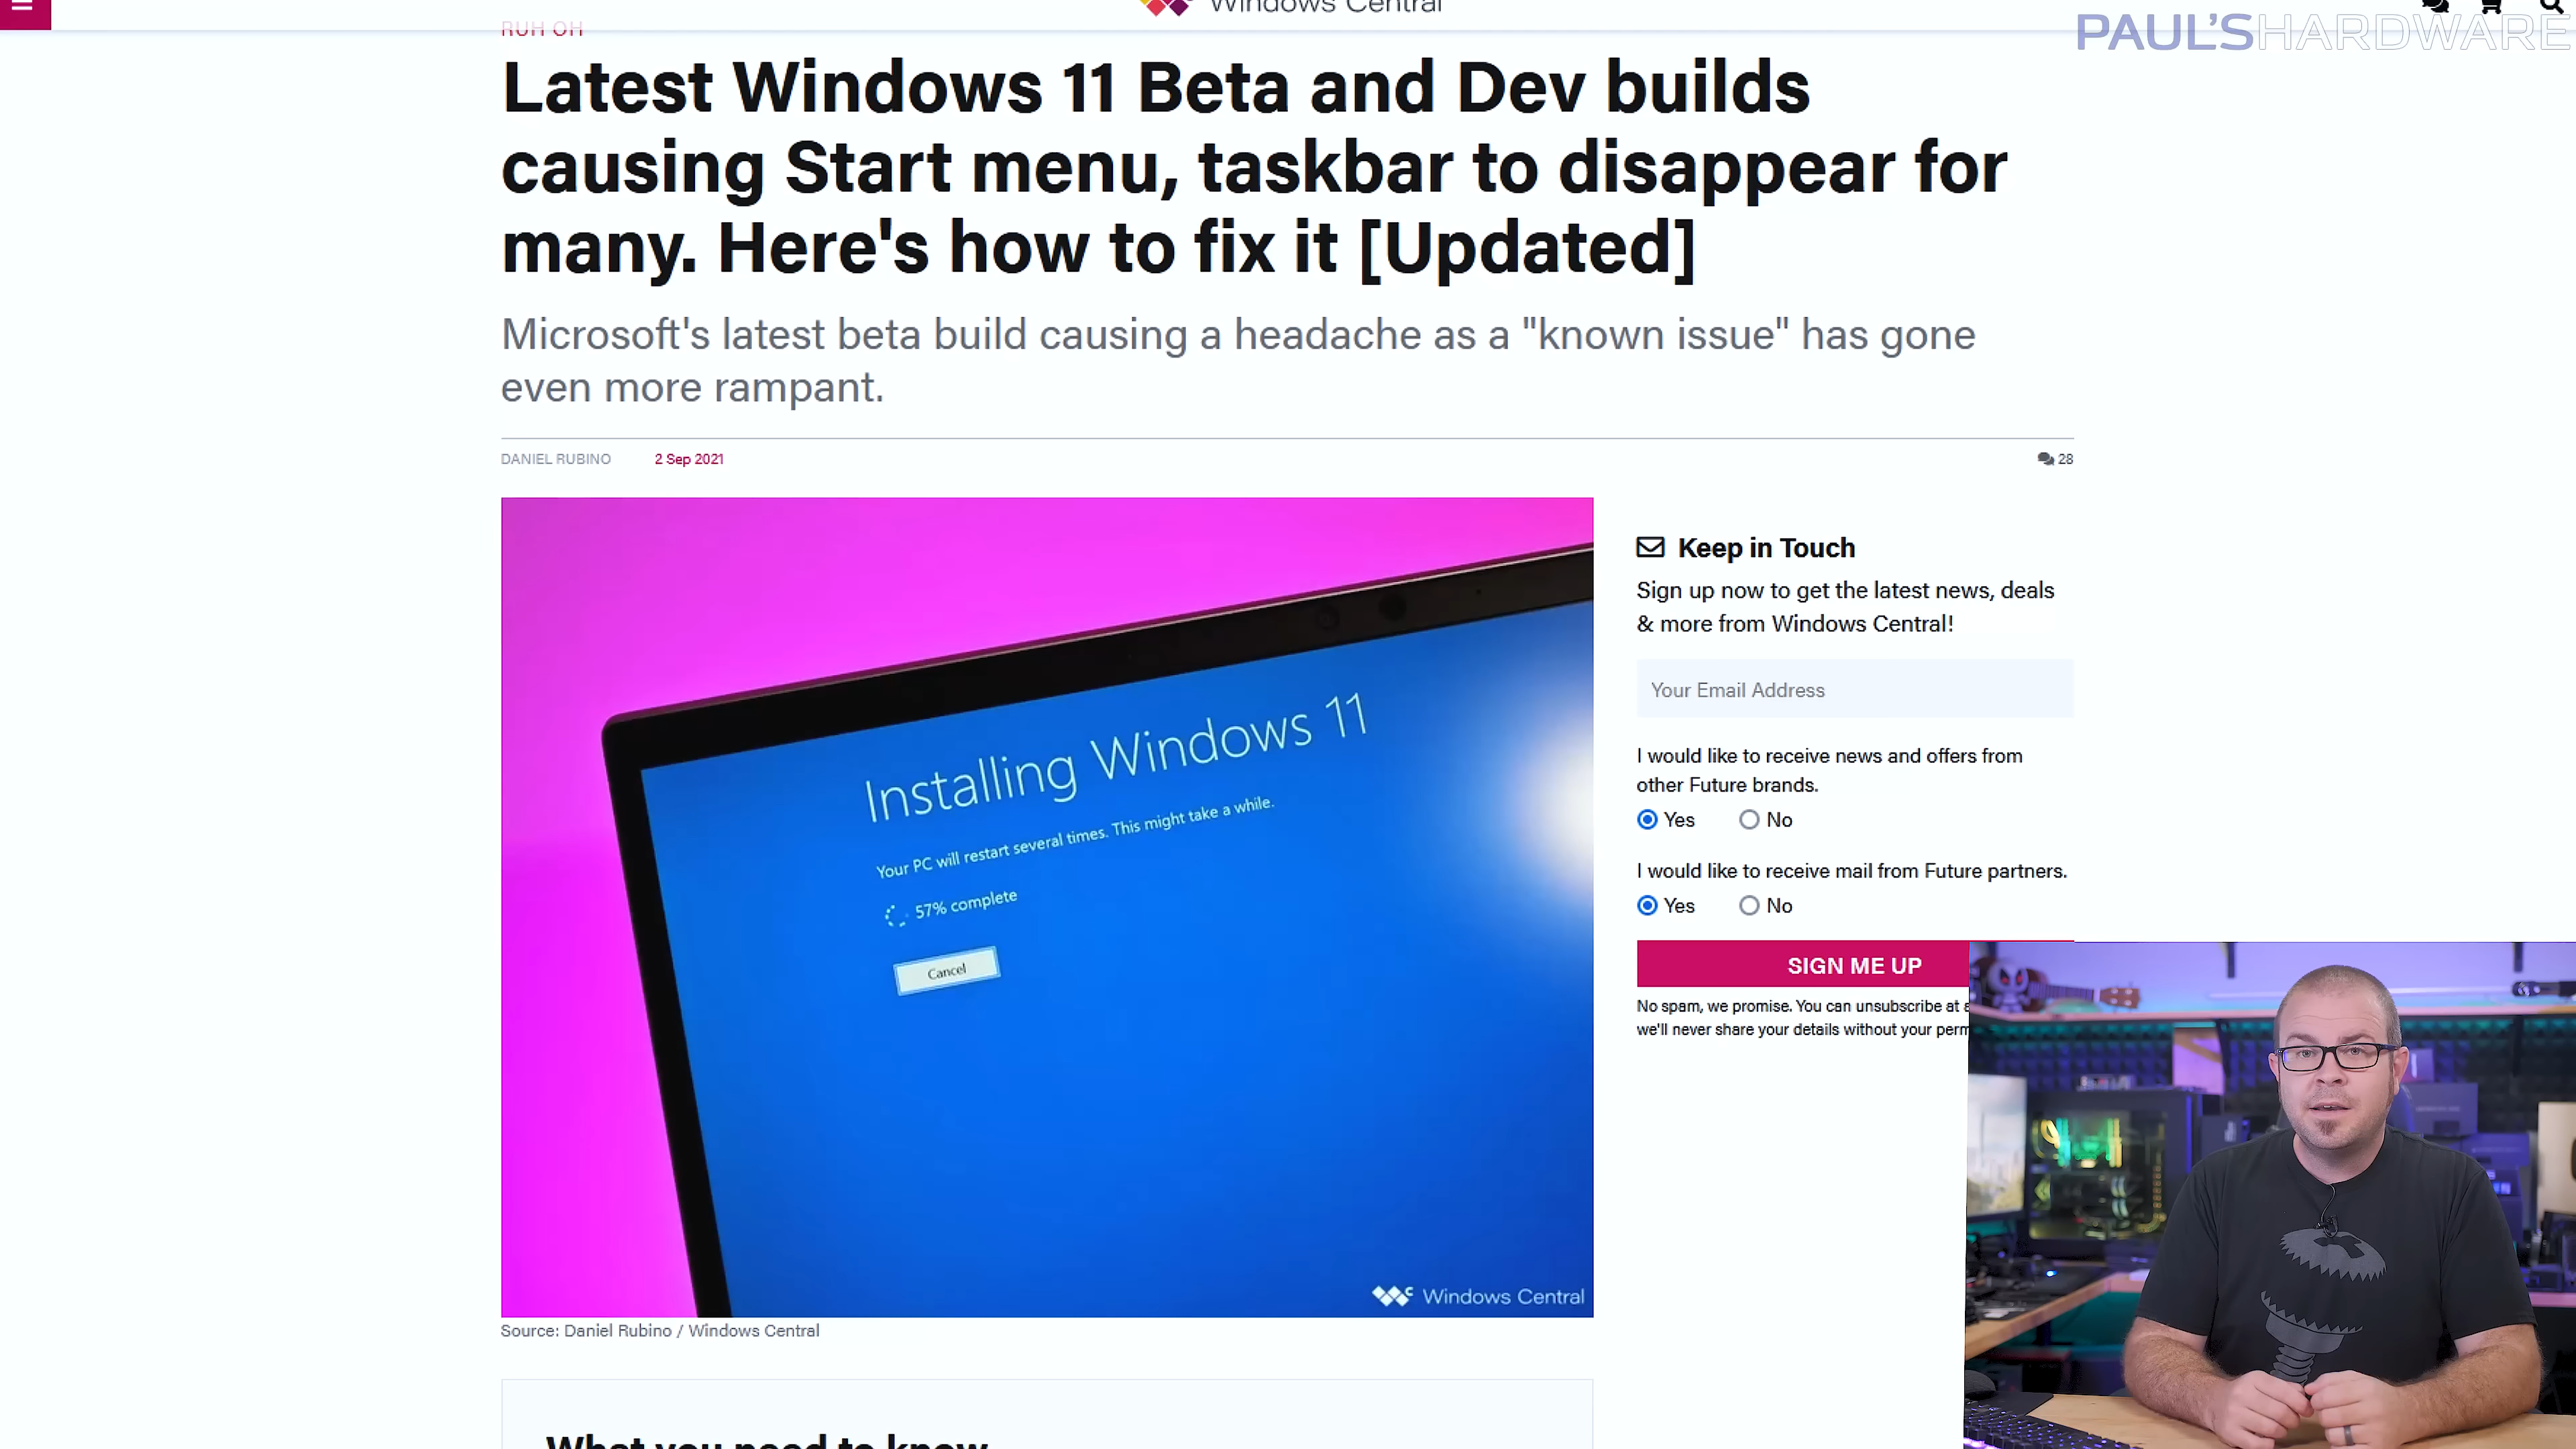 Windows Central
PAUL'SHARDWARE
RUH OH
Latest Windows 11 Beta and Dev builds
causing Start menu, taskbar to disappear for
many. Here's how to fix it [Updated]
Microsoft's latest beta build causing a headache as a "known issue" has gone
even more rampant.
DANIEL RUBINO 2 Sep 2021 28
Installing Windows 11
Your PC will restart several times. This might take a while.
57% complete
Cancel
Windows Central
Source: Daniel Rubino / Windows Central
Keep in Touch
Sign up now to get the latest news, deals
& more from Windows Central!
Your Email Address
I would like to receive news and offers from
other Future brands.
Yes No
I would like to receive mail from Future partners.
Yes No
SIGN ME UP
No spam, we promise. You can unsubscribe at
we'll never share your details without your
What you need to know